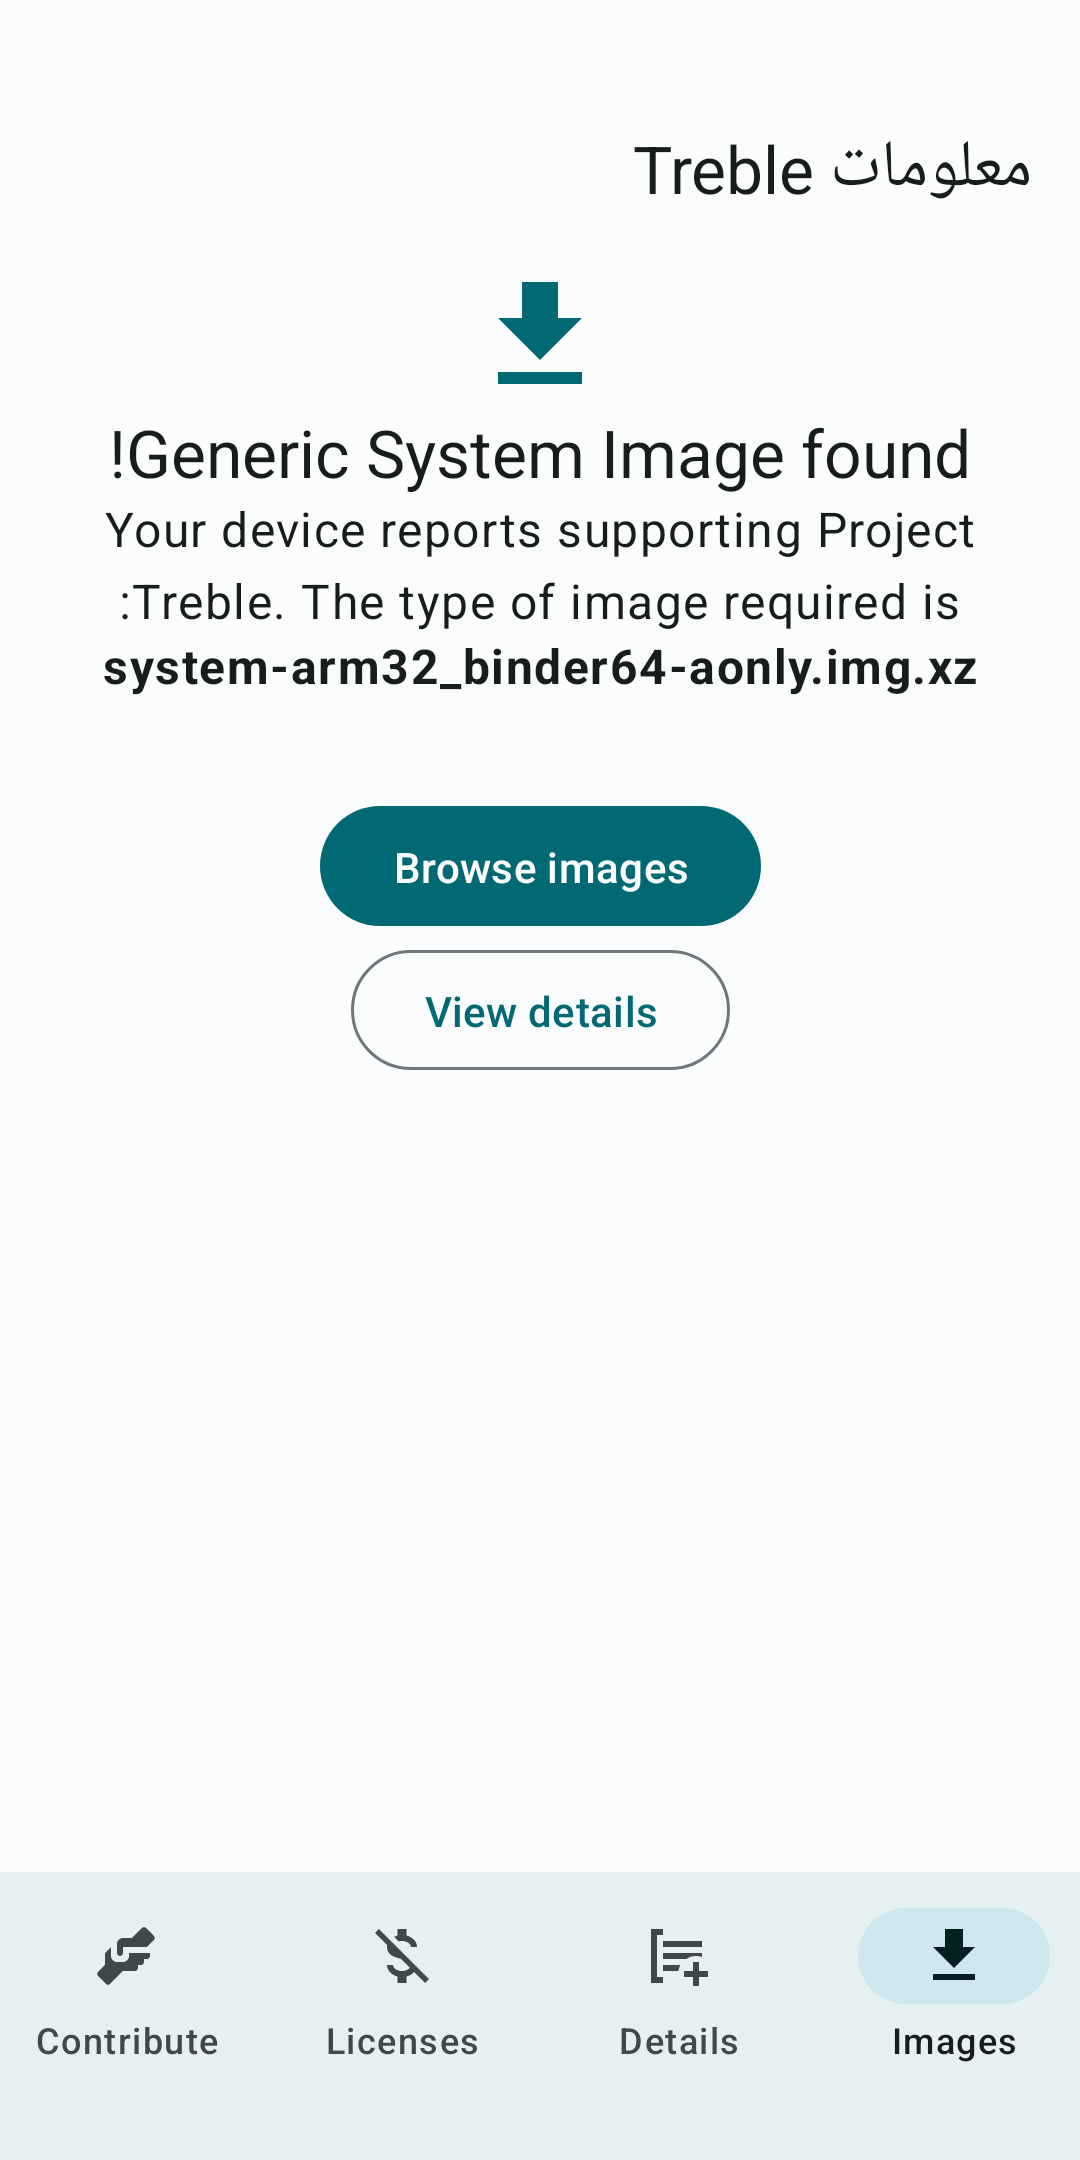 معلومات Treble
!Generic System Image found
Your device reports supporting Project
:Treble. The type of image required is
system-arm32_binder64-aonly.img.xz
Browse images
View details
Contribute
Licenses
Details
Images